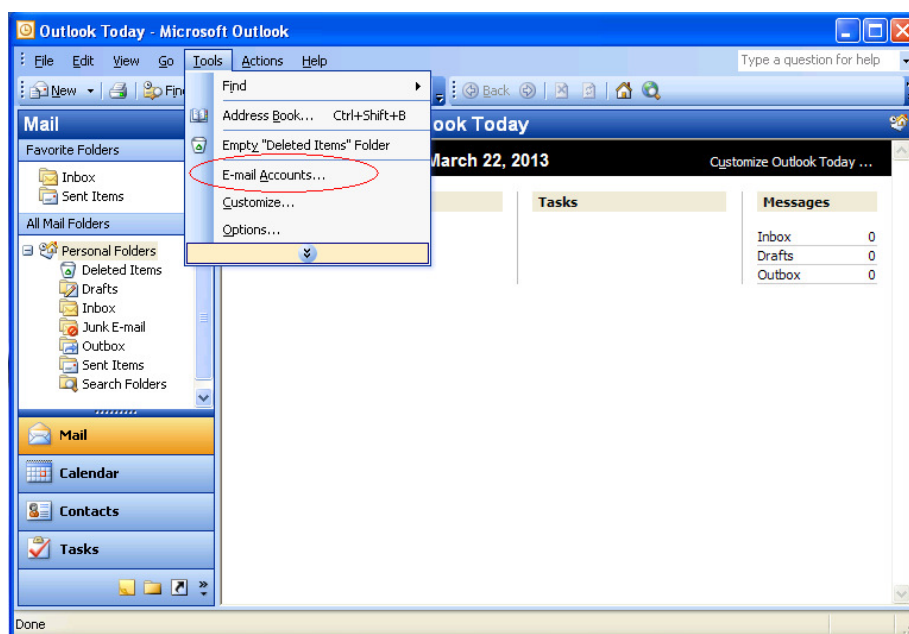 Outlook Today - Microsoft Outlook
File Edit View Go Tools Actions Help Type a question for help
New Back
Find
Address Book... Ctrl+Shift+B
Empty "Deleted Items" Folder
E-mail Accounts...
Customize...
Options...
Mail
Today
March 22, 2013 Customize Outlook Today ...
Favorite Folders
Inbox
Sent Items
All Mail Folders
Personal Folders
Deleted Items
Drafts
Inbox
Junk E-mail
Outbox
Sent Items
Search Folders
Tasks
Messages
Inbox 0
Drafts 0
Outbox 0
Mail
Calendar
Contacts
Tasks
Done